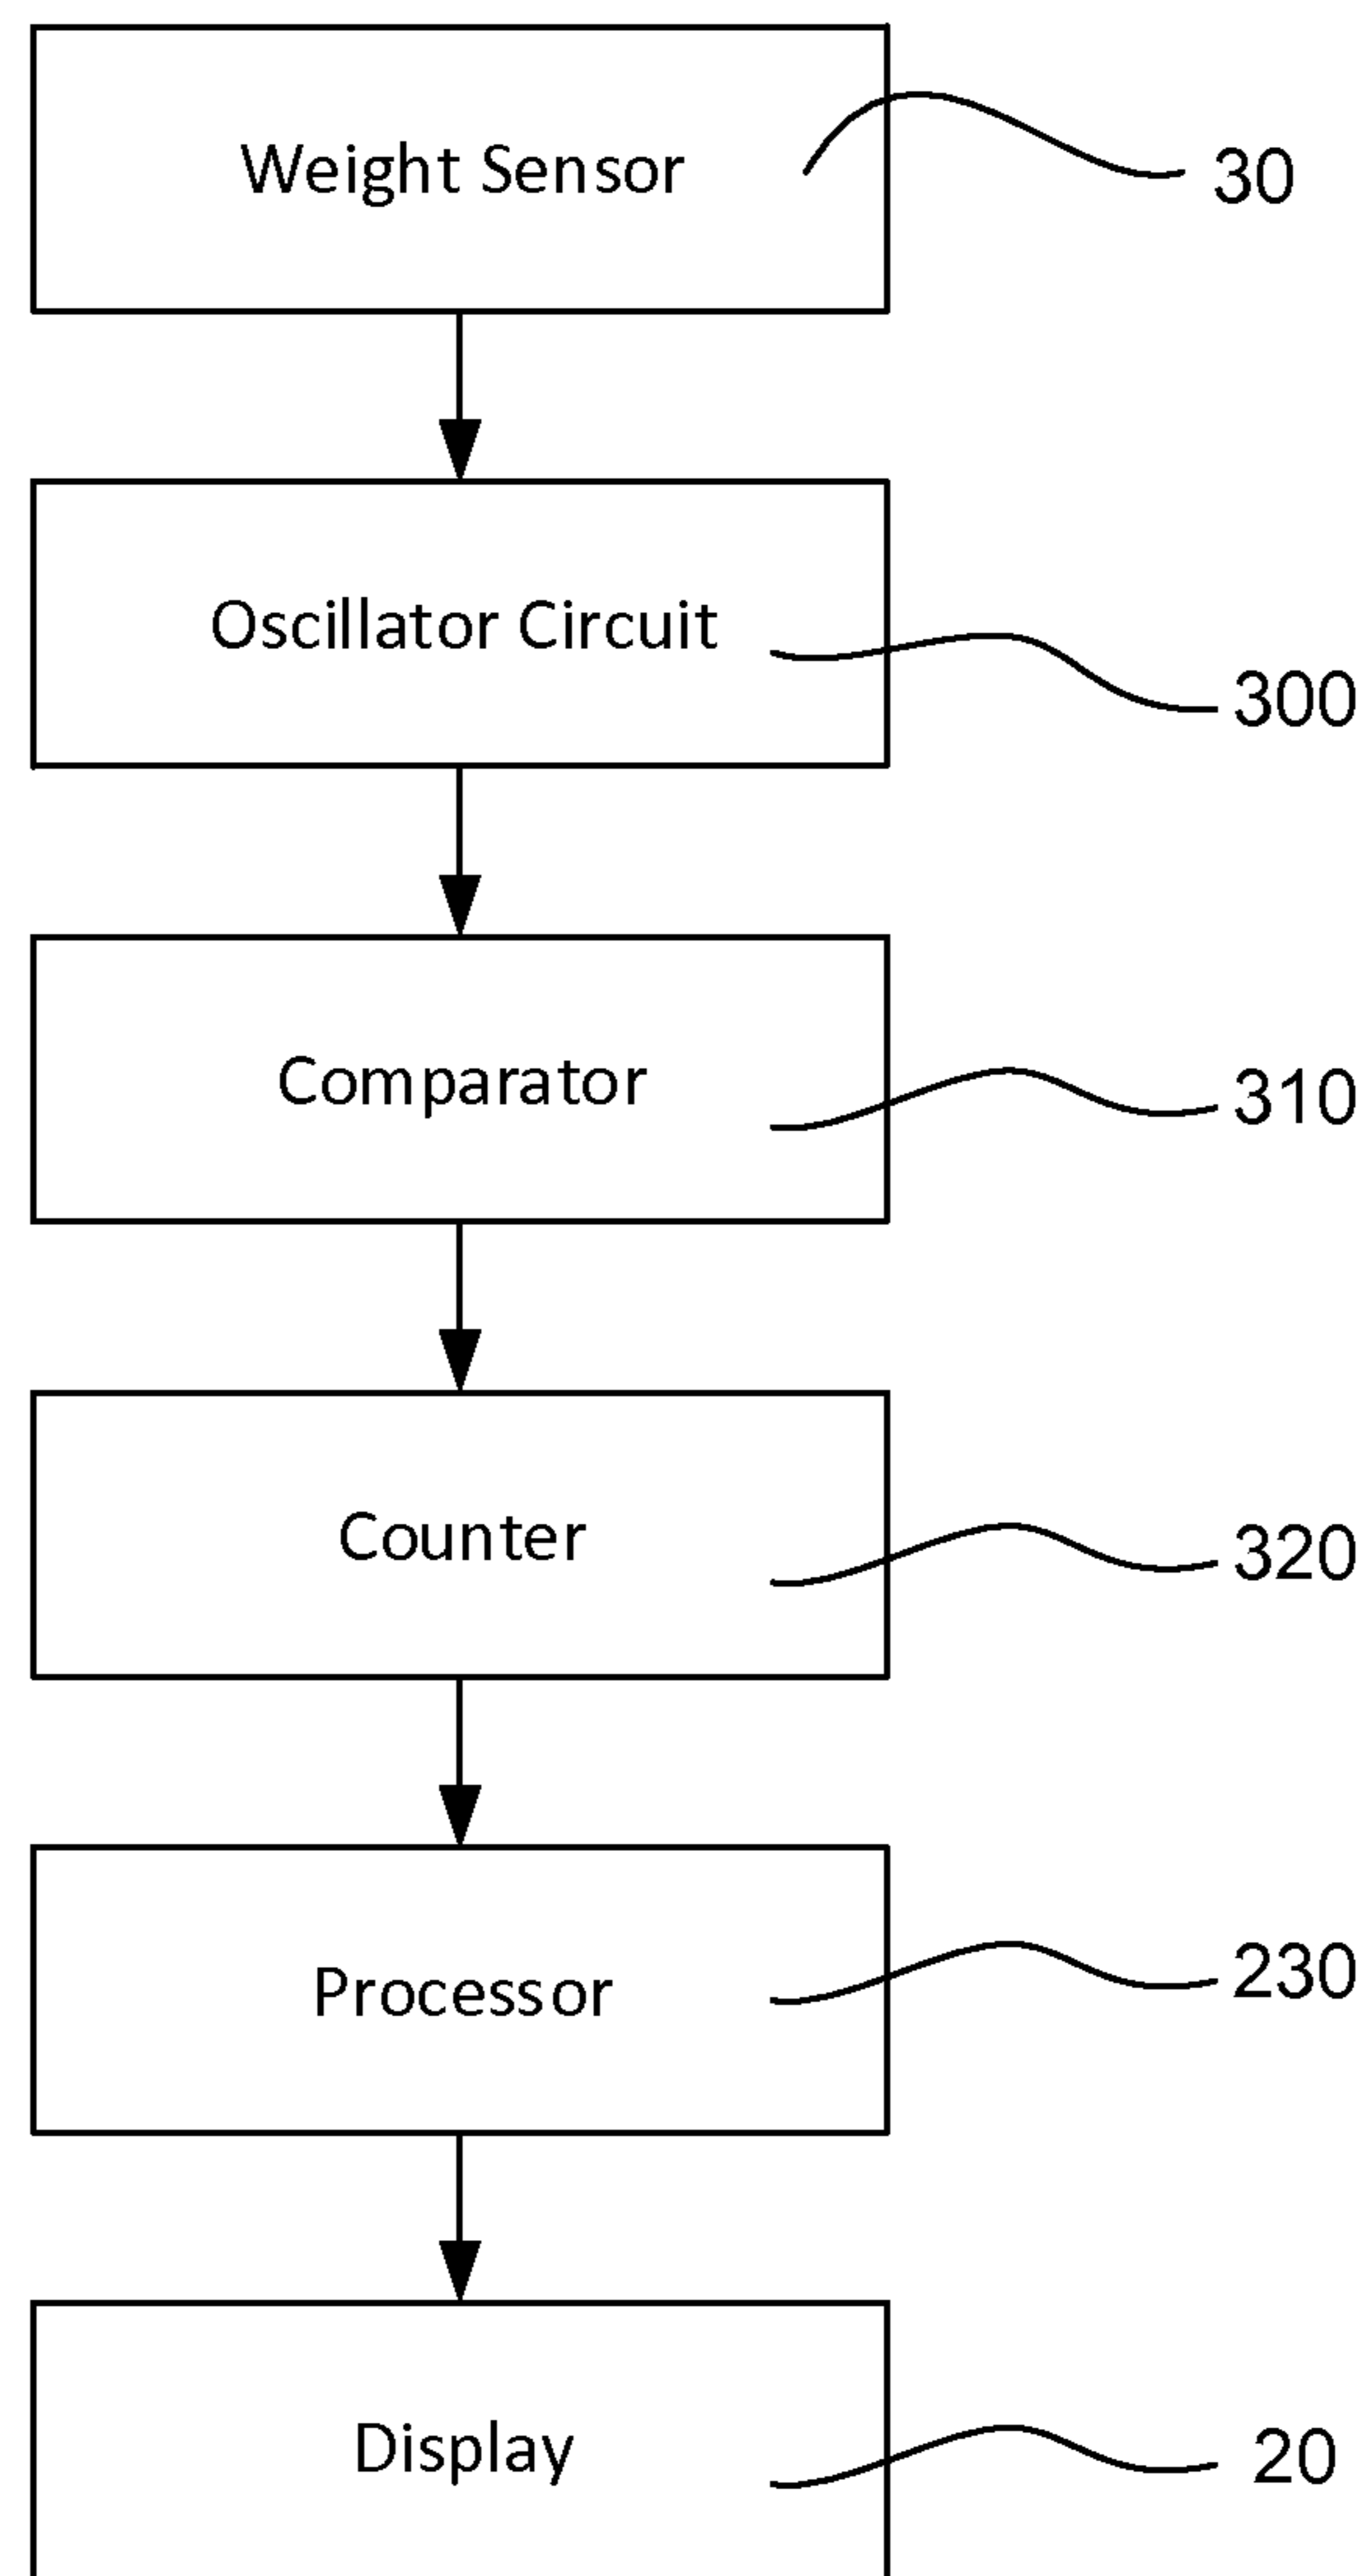 Weight Sensor
30
Oscillator Circuit
300
Comparator
310
Counter
320
Processor
230
Display
20